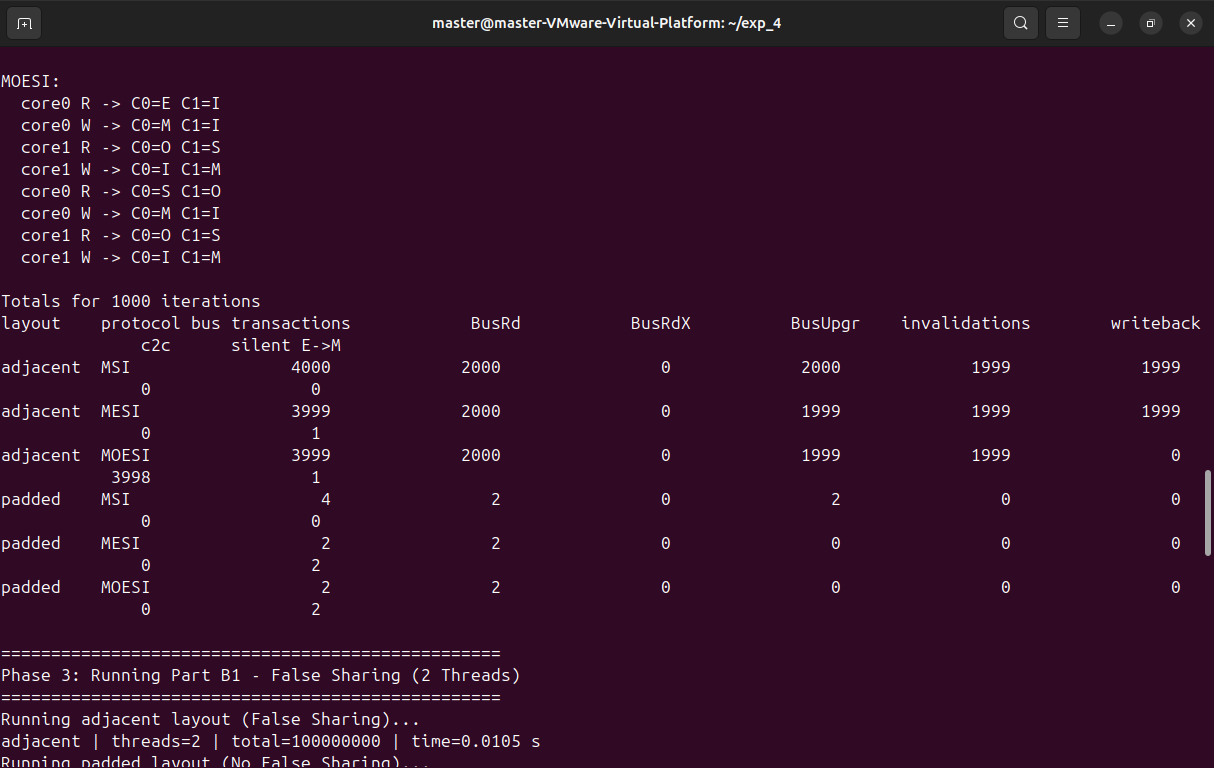 master@master-VMware-Virtual-Platform: ~/exp_4
MOESI:
  core0 R -> C0=E C1=I
  core0 W -> C0=M C1=I
  core1 R -> C0=O C1=S
  core1 W -> C0=I C1=M
  core0 R -> C0=S C1=O
  core0 W -> C0=M C1=I
  core1 R -> C0=O C1=S
  core1 W -> C0=I C1=M
Totals for 1000 iterations
layout    protocol bus transactions            BusRd           BusRdX          BusUpgr    invalidations        writeback
              c2c      silent E->M
adjacent  MSI                4000             2000                0             2000             1999             1999
              0                0
adjacent  MESI               3999             2000                0             1999             1999             1999
              0                1
adjacent  MOESI              3999             2000                0             1999             1999                0
           3998                1
padded    MSI                   4                2                0                2                0                0
              0                0
padded    MESI                  2                2                0                0                0                0
              0                2
padded    MOESI                 2                2                0                0                0                0
              0                2
==================================================
Phase 3: Running Part B1 - False Sharing (2 Threads)
==================================================
Running adjacent layout (False Sharing)...
adjacent | threads=2 | total=100000000 | time=0.0105 s
Running padded layout (No False Sharing)...